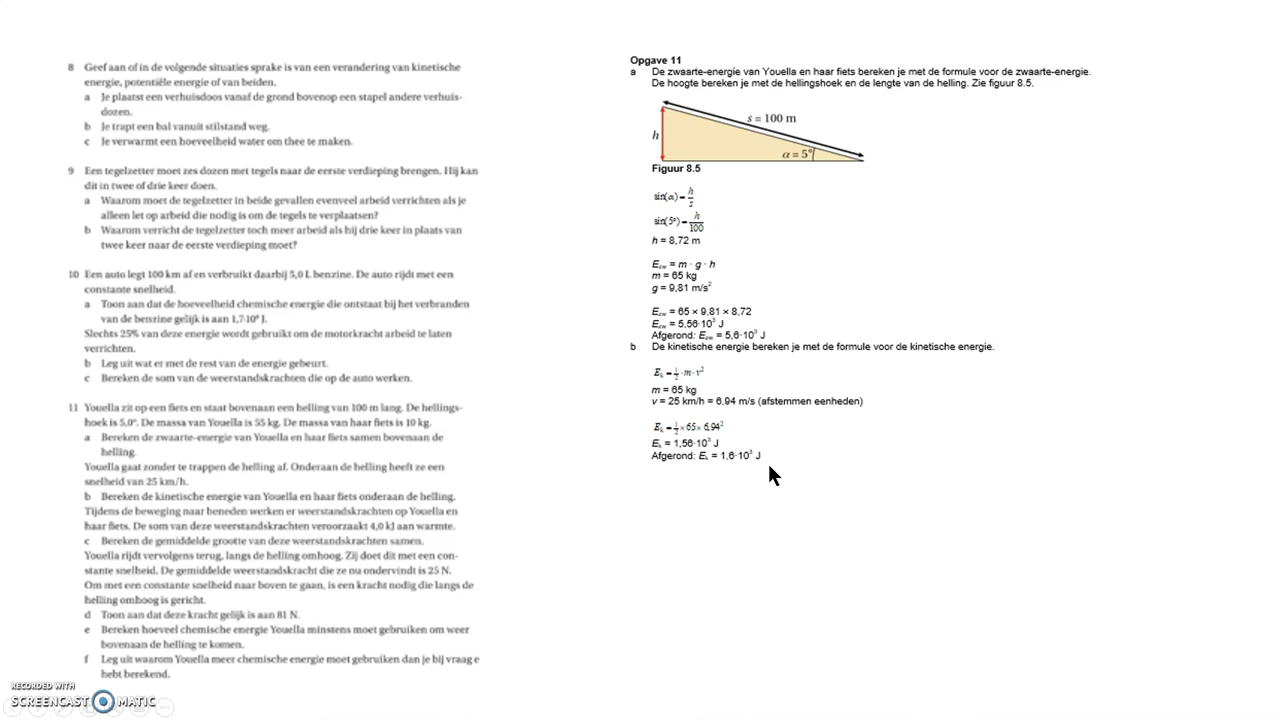 8 Geef aan of in de volgende situaties sprake is van een verandering van kinetische
energie, potentiële energie of van beiden.
a Je plaatst een verhuisdoos vanaf de grond bovenop een stapel andere verhuis-
dozen.
b Je trapt een bal vanuit stilstand weg.
c Je verwarmt een hoeveelheid water om thee te maken.
9 Een tegelzetter moet zes dozen met tegels naar de eerste verdieping brengen. Hij kan
dit in twee of drie keer doen.
a Waarom moet de tegelzetter in beide gevallen evenveel arbeid verrichten als je
alleen let op arbeid die nodig is om de tegels te verplaatsen?
b Waarom verricht de tegelzetter toch meer arbeid als hij drie keer in plaats van
twee keer naar de eerste verdieping moet?
10 Een auto legt 100 km af en verbruikt daarbij 5,0 L benzine. De auto rijdt met een
constante snelheid.
a Toon aan dat de hoeveelheid chemische energie die ontstaat bij het verbranden
van de benzine gelijk is aan 1,7·10⁸ J.
Slechts 25% van deze energie wordt gebruikt om de motorkracht arbeid te laten
verrichten.
b Leg uit wat er met de rest van de energie gebeurt.
c Bereken de som van de weerstandskrachten die op de auto werken.
11 Youella zit op een fiets en staat bovenaan een helling van 100 m lang. De hellings-
hoek is 5,0°. De massa van Youella is 55 kg. De massa van haar fiets is 10 kg.
a Bereken de zwaarte-energie van Youella en haar fiets samen bovenaan de
helling.
Youella gaat zonder te trappen de helling af. Onderaan de helling heeft ze een
snelheid van 25 km/h.
b Bereken de kinetische energie van Youella en haar fiets onderaan de helling.
Tijdens de beweging naar beneden werken er weerstandskrachten op Youella en
haar fiets. De som van deze weerstandskrachten veroorzaakt 4,0 kJ aan warmte.
c Bereken de gemiddelde grootte van deze weerstandskrachten samen.
Youella rijdt vervolgens terug, langs de helling omhoog. Zij doet dit met een con-
stante snelheid. De gemiddelde weerstandskracht die ze nu ondervindt is 25 N.
Om met een constante snelheid naar boven te gaan, is een kracht nodig die langs de
helling omhoog is gericht.
d Toon aan dat deze kracht gelijk is aan 81 N.
e Bereken hoeveel chemische energie Youella minstens moet gebruiken om weer
bovenaan de helling te komen.
f Leg uit waarom Youella meer chemische energie moet gebruiken dan je bij vraag e
hebt berekend.
Opgave 11
a De zwaarte-energie van Youella en haar fiets bereken je met de formule voor de zwaarte-energie.
De hoogte bereken je met de hellingshoek en de lengte van de helling. Zie figuur 8.5.
s = 100 m
h
α = 5°
Figuur 8.5
sin(α) = h/s
sin(5°) = h/100
h = 8,72 m
Ezw = m · g · h
m = 65 kg
g = 9,81 m/s²
Ezw = 65 × 9,81 × 8,72
Ezw = 5,56·10³ J
Afgerond: Ezw = 5,6·10³ J
b De kinetische energie bereken je met de formule voor de kinetische energie.
Ek = ½ · m · v²
m = 65 kg
v = 25 km/h = 6,94 m/s (afstemmen eenheden)
Ek = ½ × 65 × 6,94²
Ek = 1,56·10³ J
Afgerond: Ek = 1,6·10³ J
RECORDED WITH
SCREENCAST MATIC